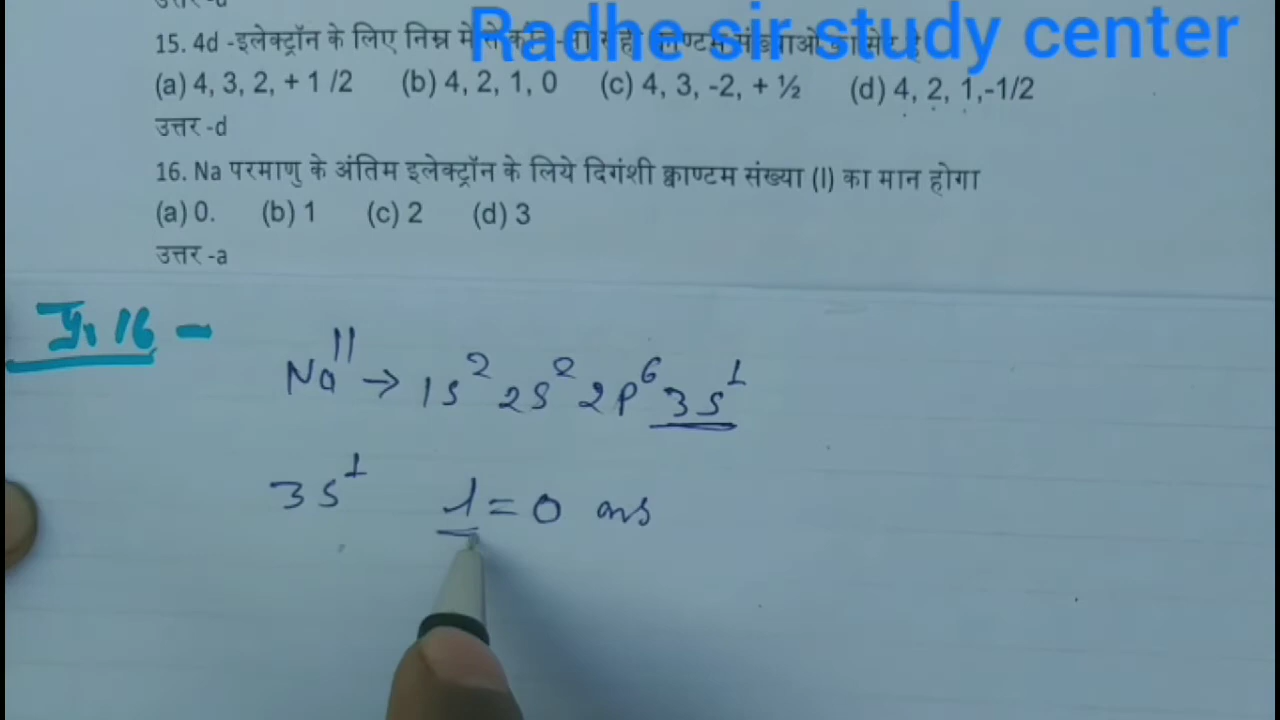 Radhe sir study center
15. 4d -इलेक्ट्रॉन के लिए निम्न में से
(a) 4, 3, 2, + 1 /2 (b) 4, 2, 1, 0 (c) 4, 3, -2, + ½ (d) 4, 2, 1,-1/2
उत्तर -d
16. Na परमाणु के अंतिम इलेक्ट्रॉन के लिये दिगंशी क्वाण्टम संख्या (l) का मान होगा
(a) 0. (b) 1 (c) 2 (d) 3
उत्तर -a
प्र. 16 -
Na¹¹ → 1s² 2s² 2p⁶ 3s¹
3s¹ l = 0 ans